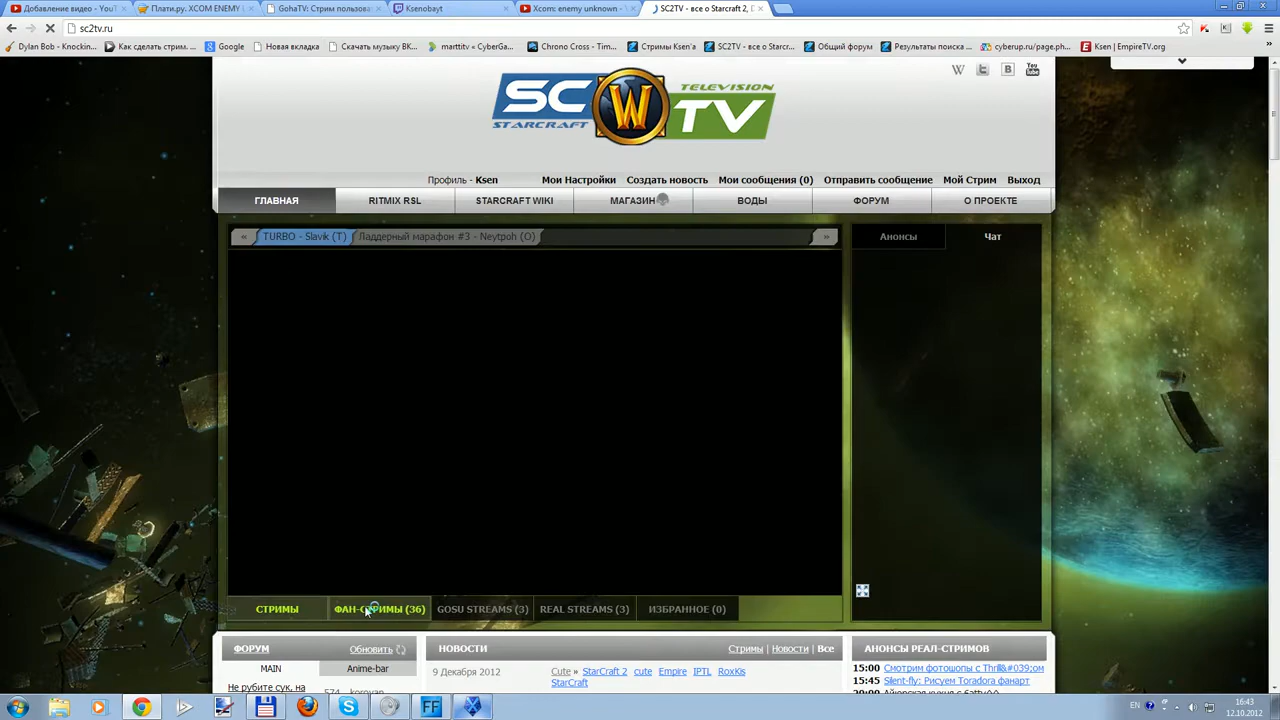 Добавление видео - YouT
Плати.ру. XCOM ENEMY
GohaTV: Стрим пользова
Ksenobayt
Xcom: enemy unknown -
SC2TV - все о Starcraft 2, D
sc2tv.ru
Dylan Bob - Knockin...
Как сделать стрим. ...
Google
Новая вкладка
Скачать музыку ВК...
marttitv « CyberGa...
Chrono Cross - Tim...
Стримы Ksen'a
SC2TV - все о Starcr...
Общий форум
Результаты поиска ...
cyberup.ru/page.ph...
Ksen | EmpireTV.org
W
B
You Tube
SC W TV
STARCRAFT
TELEVISION
Профиль - Ksen
Мои Настройки
Создать новость
Мои сообщения (0)
Отправить сообщение
Мой Стрим
Выход
ГЛАВНАЯ
RITMIX RSL
STARCRAFT WIKI
МАГАЗИН
ВОДЫ
ФОРУМ
О ПРОЕКТЕ
« TURBO - Slavik (T) Ладдерный марафон #3 - Neytpoh (O) »
Анонсы
Чат
СТРИМЫ
ФАН-СТРИМЫ (36)
GOSU STREAMS (3)
REAL STREAMS (3)
ИЗБРАННОЕ (0)
ФОРУМ
Обновить
НОВОСТИ
Стримы | Новости | Все
АНОНСЫ РЕАЛ-СТРИМОВ
MAIN
Anime-bar
9 Декабря 2012
Cute » StarCraft 2 cute Empire IPTL RoxKis
StarCraft
15:00 Смотрим фотошопы с Thrill&#039;ом
15:45 Silent-fly: Рисуем Toradora фанарт
Не рубите сук, на
574
korovan
EN
16:43
12.10.2012